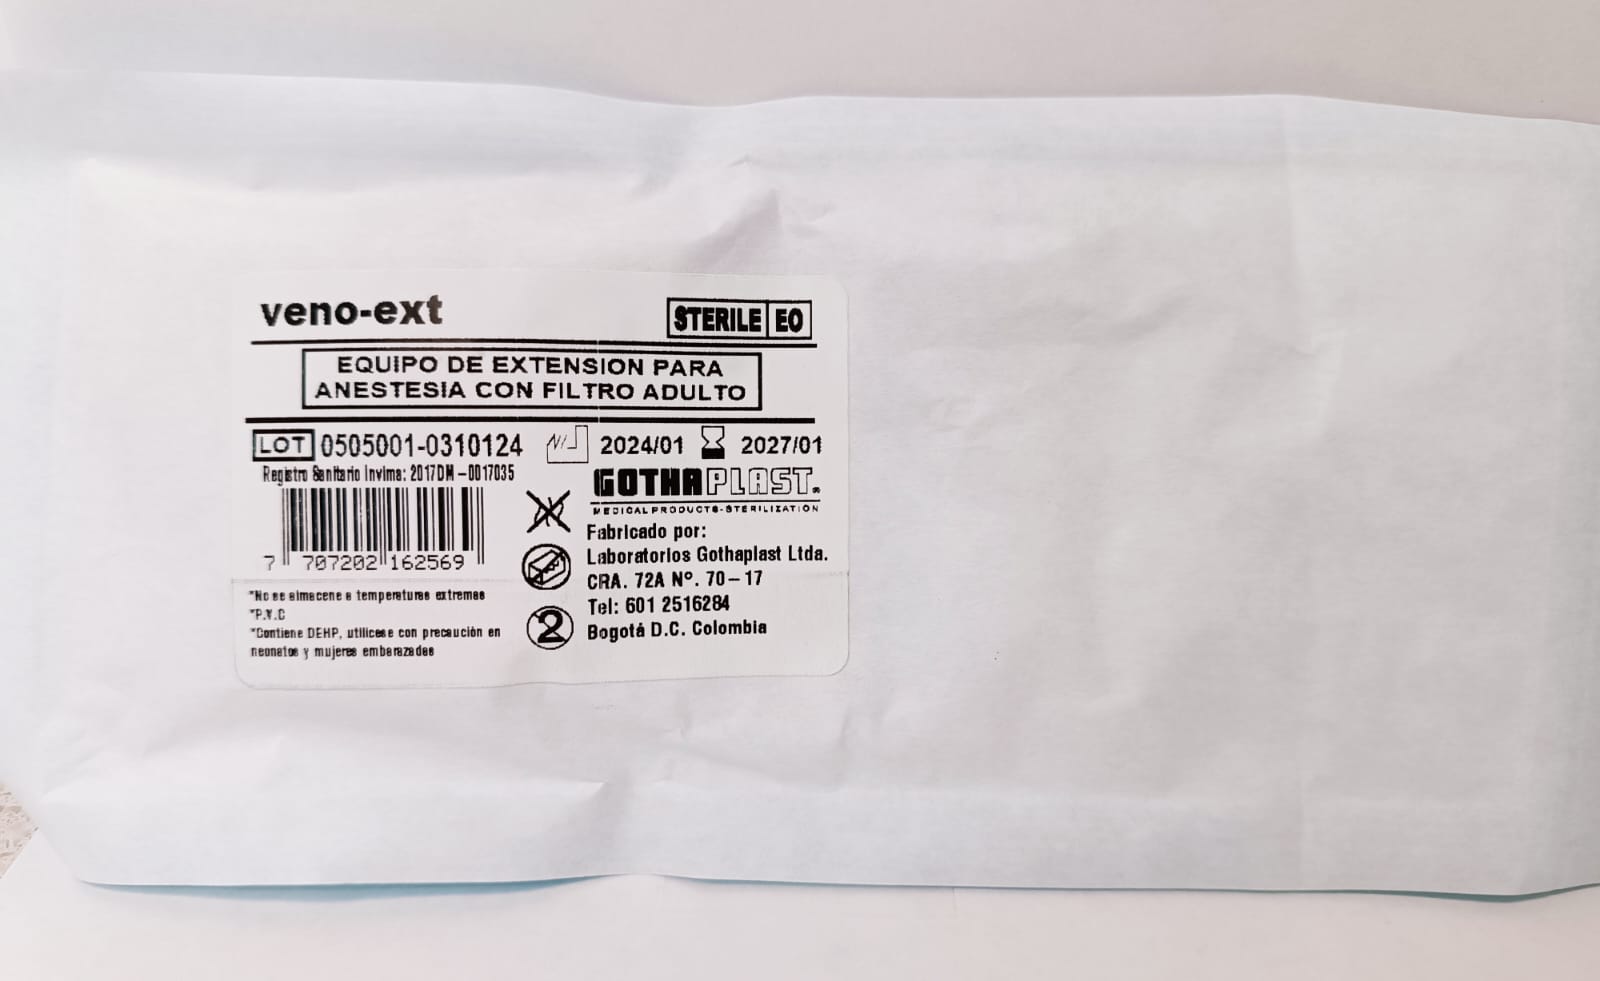 veno-ext
STERILE EO
EQUIPO DE EXTENSION PARA
ANESTESIA CON FILTRO ADULTO
LOT 0505001-0310124 2024/01 2027/01
Registro Sanitario Invima: 2017DM-0017035
7 707202 162569
*No se almacene a temperaturas extremas
*P.V.C
*Contiene DEHP, utilicese con precaución en
neonatos y mujeres embarazadas
GOTHAPLAST
MEDICAL PRODUCTS-STERILIZATION
2
Fabricado por:
Laboratorios Gothaplast Ltda.
CRA. 72A Nº. 70-17
Tel: 601 2516284
Bogotá D.C. Colombia